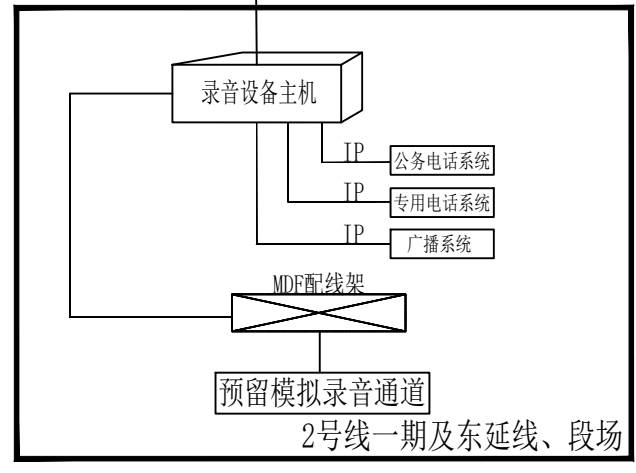 录音设备主机
IP
公务电话系统
IP
专用电话系统
IP
广播系统
MDF配线架
预留模拟录音通道
2号线一期及东延线、段场